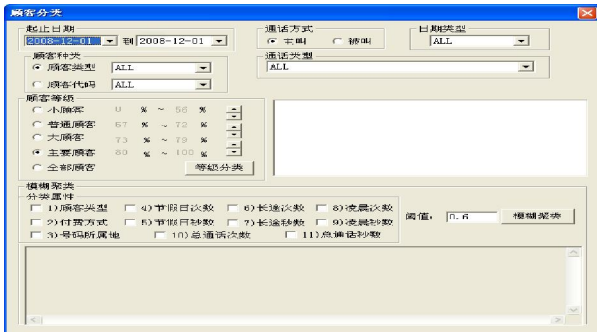 顾客分类
起止日期 通话方式 日期类型
2008-12-01 到 2008-12-01 主叫 被叫 ALL
顾客种类 通话类型
顾客类型 ALL ALL
顾客代码 ALL
顾客等级
小顾客 0 % ~ 56 %
普通顾客 57 % ~ 72 %
大顾客 73 % ~ 79 %
主要顾客 80 % ~ 100 %
全部顾客 等级分类
模糊聚类
分类属性
1)顾客类型 4)节假日次数 6)长途次数 8)凌晨次数
2)付费方式 5)节假日秒数 7)长途秒数 9)凌晨秒数 阈值: 0.6 模糊聚类
3)号码所属地 10)总通话次数 11)总通话秒数